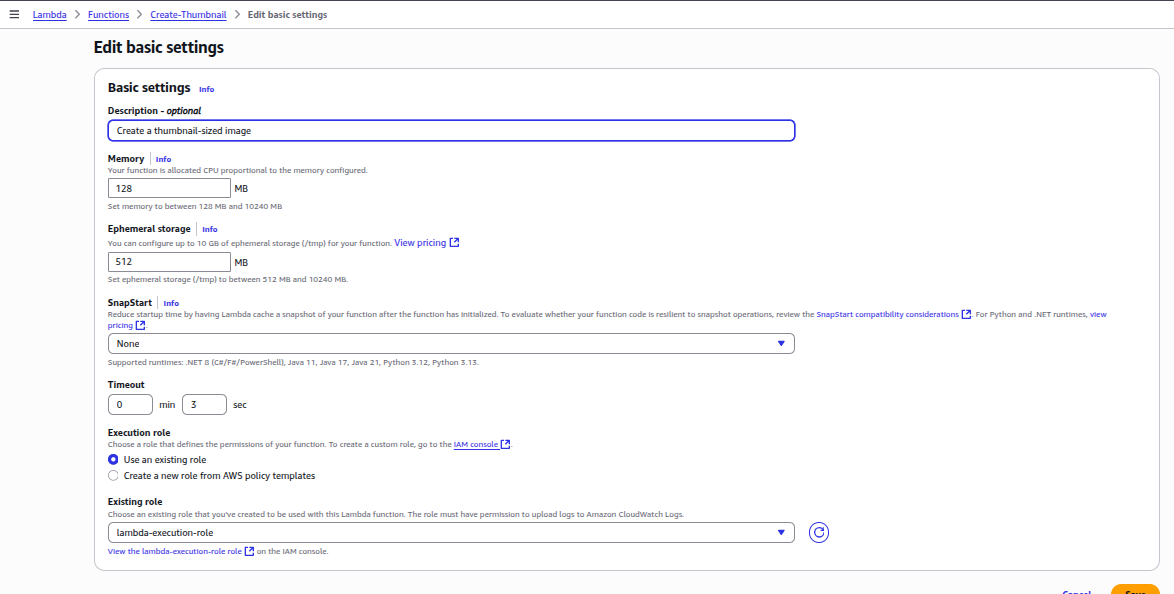 Lambda > Functions > Create-Thumbnail > Edit basic settings
Edit basic settings
Basic settings Info
Description - optional
Create a thumbnail-sized image
Memory Info
Your function is allocated CPU proportional to the memory configured.
128 MB
Set memory to between 128 MB and 10240 MB
Ephemeral storage Info
You can configure up to 10 GB of ephemeral storage (/tmp) for your function. View pricing
512 MB
Set ephemeral storage (/tmp) to between 512 MB and 10240 MB.
SnapStart Info
Reduce startup time by having Lambda cache a snapshot of your function after the function has initialized. To evaluate whether your function code is resilient to snapshot operations, review the SnapStart compatibility considerations. For Python and .NET runtimes, view
pricing.
None
Supported runtimes: .NET 8 (C#/F#/PowerShell), Java 11, Java 17, Java 21, Python 3.12, Python 3.13.
Timeout
0 min 3 sec
Execution role
Choose a role that defines the permissions of your function. To create a custom role, go to the IAM console.
Use an existing role
Create a new role from AWS policy templates
Existing role
Choose an existing role that you've created to be used with this Lambda function. The role must have permission to upload logs to Amazon CloudWatch Logs.
lambda-execution-role
View the lambda-execution-role role on the IAM console.
Cancel Save